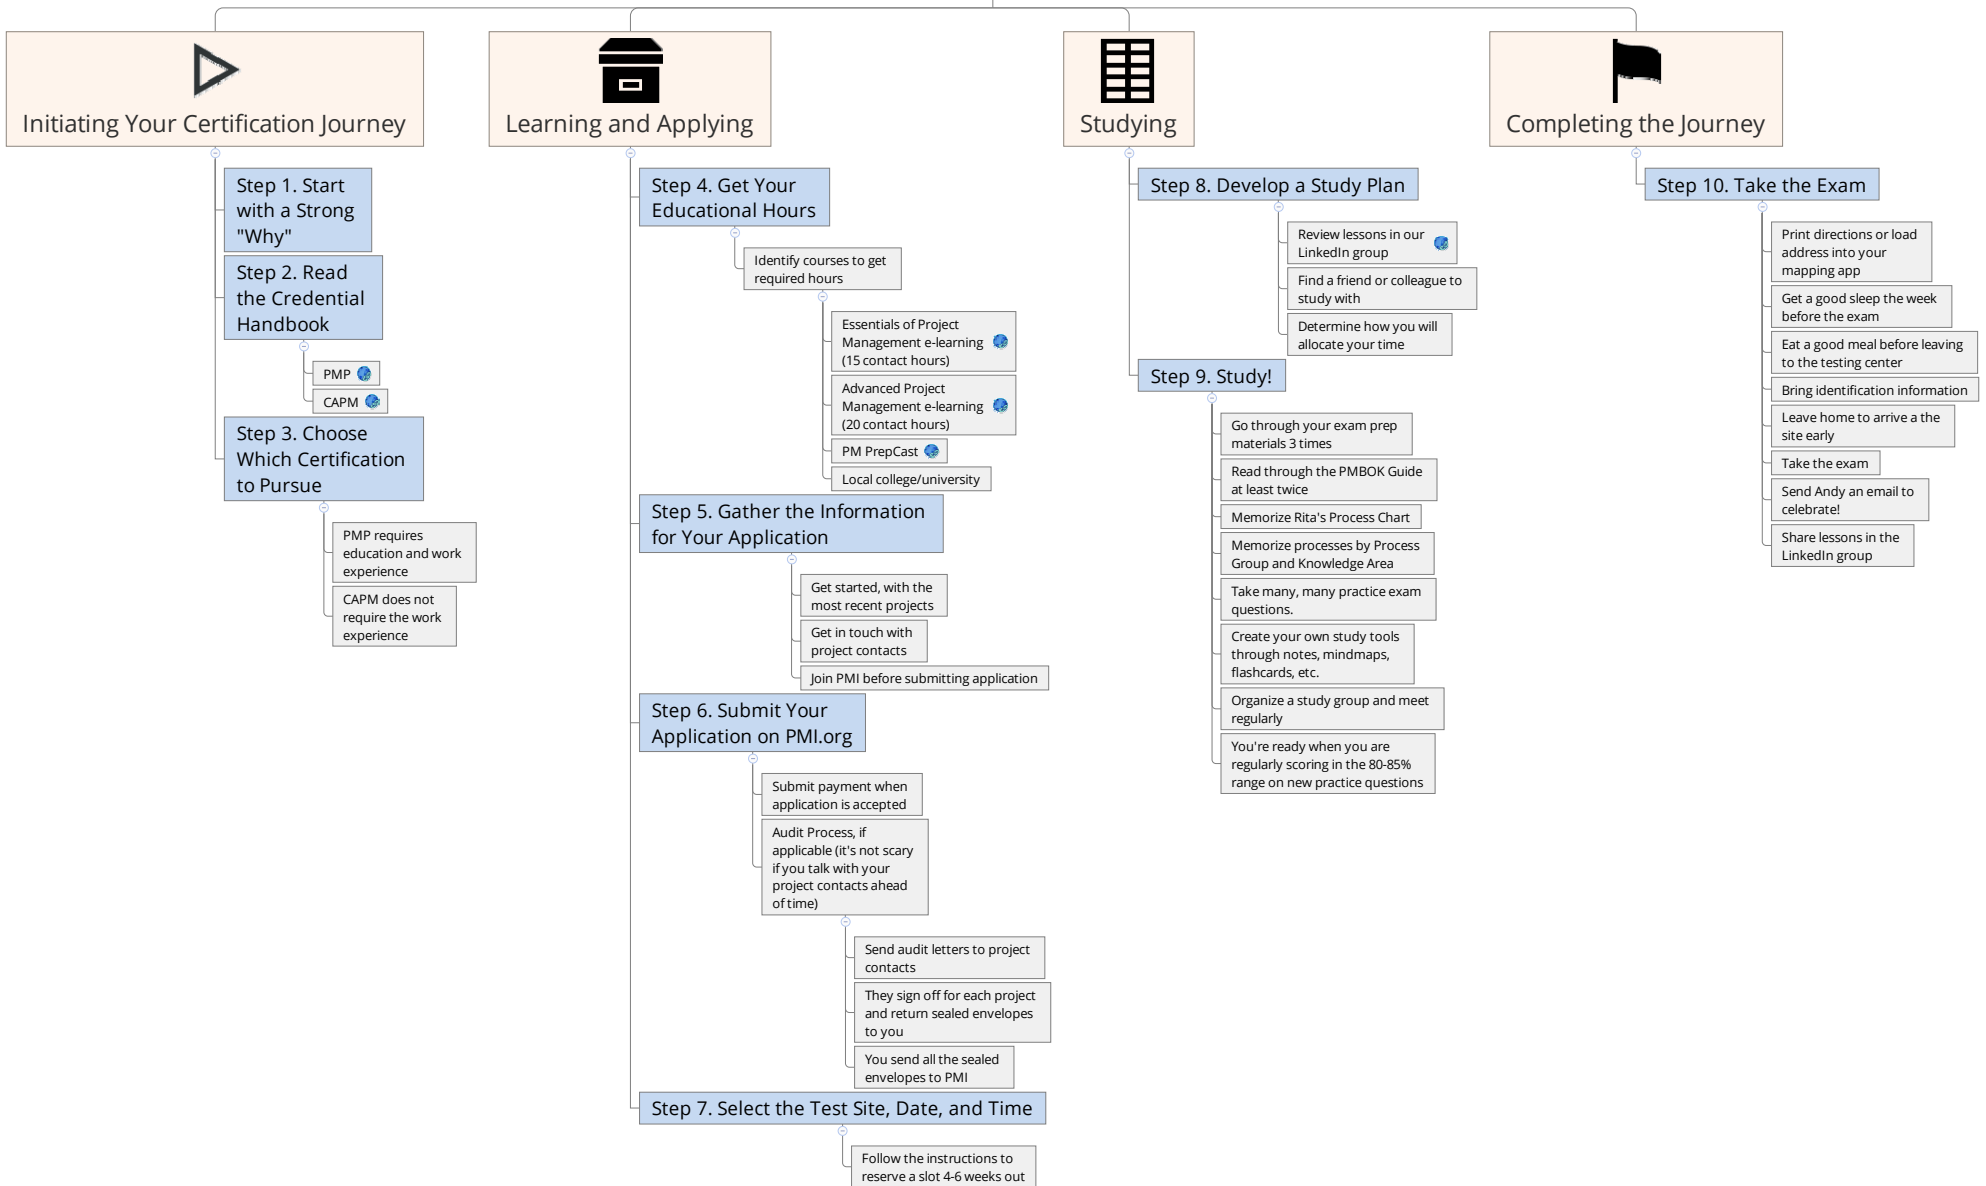 Initiating Your Certification Journey
Step 1. Start
with a Strong
"Why"
Step 2. Read
the Credential
Handbook
PMP
CAPM
Step 3. Choose
Which Certification
to Pursue
PMP requires
education and work
experience
CAPM does not
require the work
experience
Learning and Applying
Step 4. Get Your
Educational Hours
Identify courses to get
required hours
Essentials of Project
Management e-learning
(15 contact hours)
Advanced Project
Management e-learning
(20 contact hours)
PM PrepCast
Local college/university
Step 5. Gather the Information
for Your Application
Get started, with the
most recent projects
Get in touch with
project contacts
Join PMI before submitting application
Step 6. Submit Your
Application on PMI.org
Submit payment when
application is accepted
Audit Process, if
applicable (it's not scary
if you talk with your
project contacts ahead
of time)
Send audit letters to project
contacts
They sign off for each project
and return sealed envelopes
to you
You send all the sealed
envelopes to PMI
Step 7. Select the Test Site, Date, and Time
Follow the instructions to
reserve a slot 4-6 weeks out
Studying
Step 8. Develop a Study Plan
Review lessons in our
LinkedIn group
Find a friend or colleague to
study with
Determine how you will
allocate your time
Step 9. Study!
Go through your exam prep
materials 3 times
Read through the PMBOK Guide
at least twice
Memorize Rita's Process Chart
Memorize processes by Process
Group and Knowledge Area
Take many, many practice exam
questions.
Create your own study tools
through notes, mindmaps,
flashcards, etc.
Organize a study group and meet
regularly
You're ready when you are
regularly scoring in the 80-85%
range on new practice questions
Completing the Journey
Step 10. Take the Exam
Print directions or load
address into your
mapping app
Get a good sleep the week
before the exam
Eat a good meal before leaving
to the testing center
Bring identification information
Leave home to arrive a the
site early
Take the exam
Send Andy an email to
celebrate!
Share lessons in the
LinkedIn group